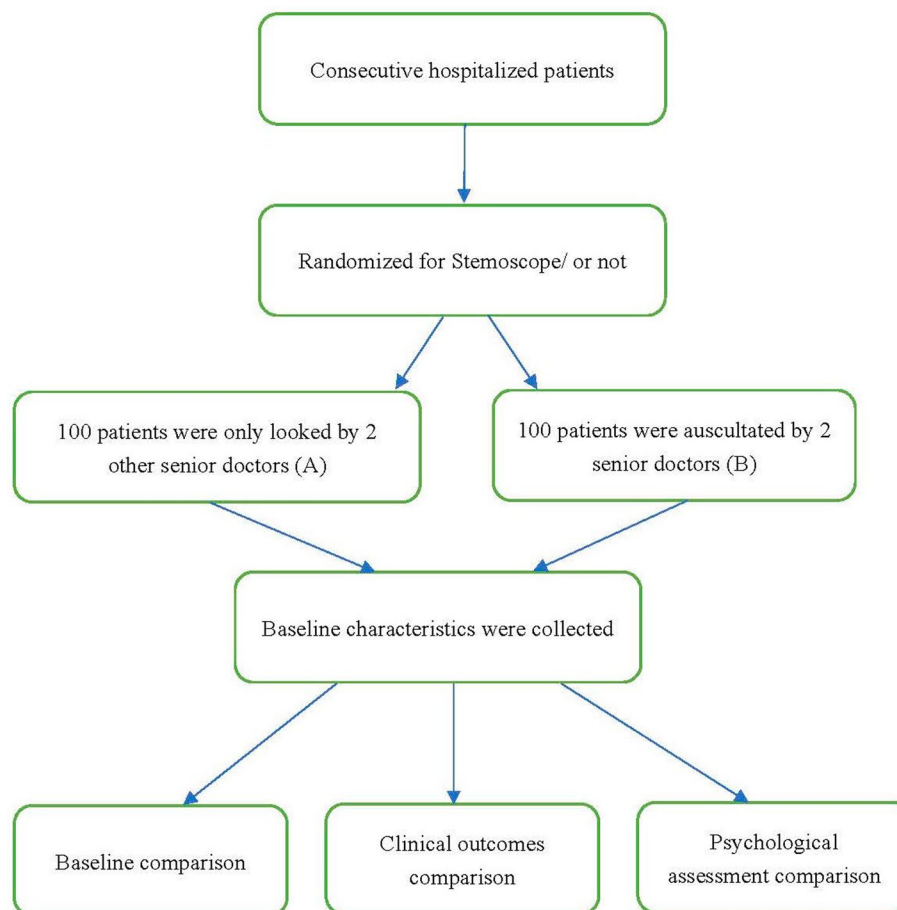 Consecutive hospitalized patients
Randomized for Stemoscope/ or not
100 patients were only looked by 2
other senior doctors (A)
100 patients were auscultated by 2
senior doctors (B)
Baseline characteristics were collected
Baseline comparison
Clinical outcomes
comparison
Psychological
assessment comparison